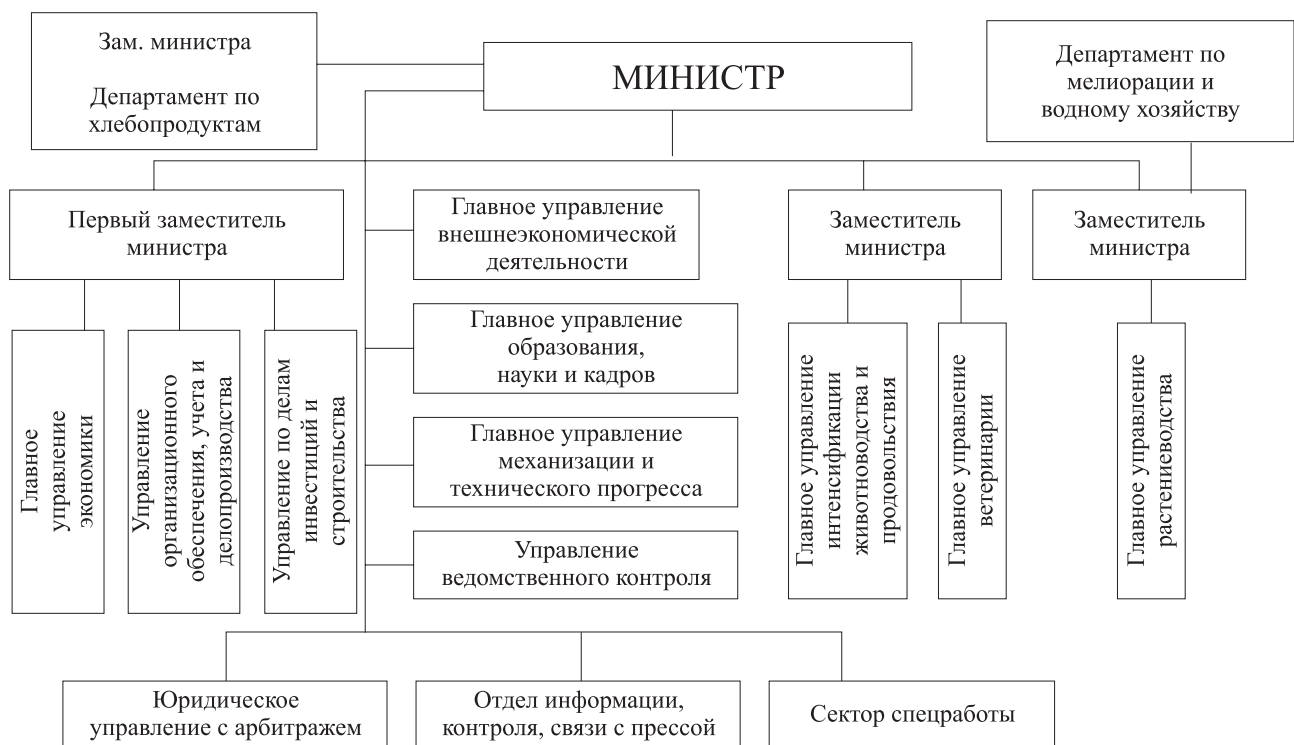 Зам. министра
Департамент по
хлебопродуктам
МИНИСТР
Департамент по
мелиорации и
водному хозяйству
Первый заместитель
министра
Главное управление
внешнеэкономической
деятельности
Заместитель
министра
Заместитель
министра
Главное управление
образования,
науки и кадров
Главное управление
механизации и
технического прогресса
Управление
ведомственного контроля
Главное
управление
экономики
Управление
организационного
обеспечения, учета и
делопроизводства
Управление по делам
инвестиций и
строительства
Главное управление
интенсификации
животноводства и
продовольствия
Главное управление
ветеринарии
Главное управление
растениеводства
Юридическое
управление с арбитражем
Отдел информации,
контроля, связи с прессой
Сектор спецработы